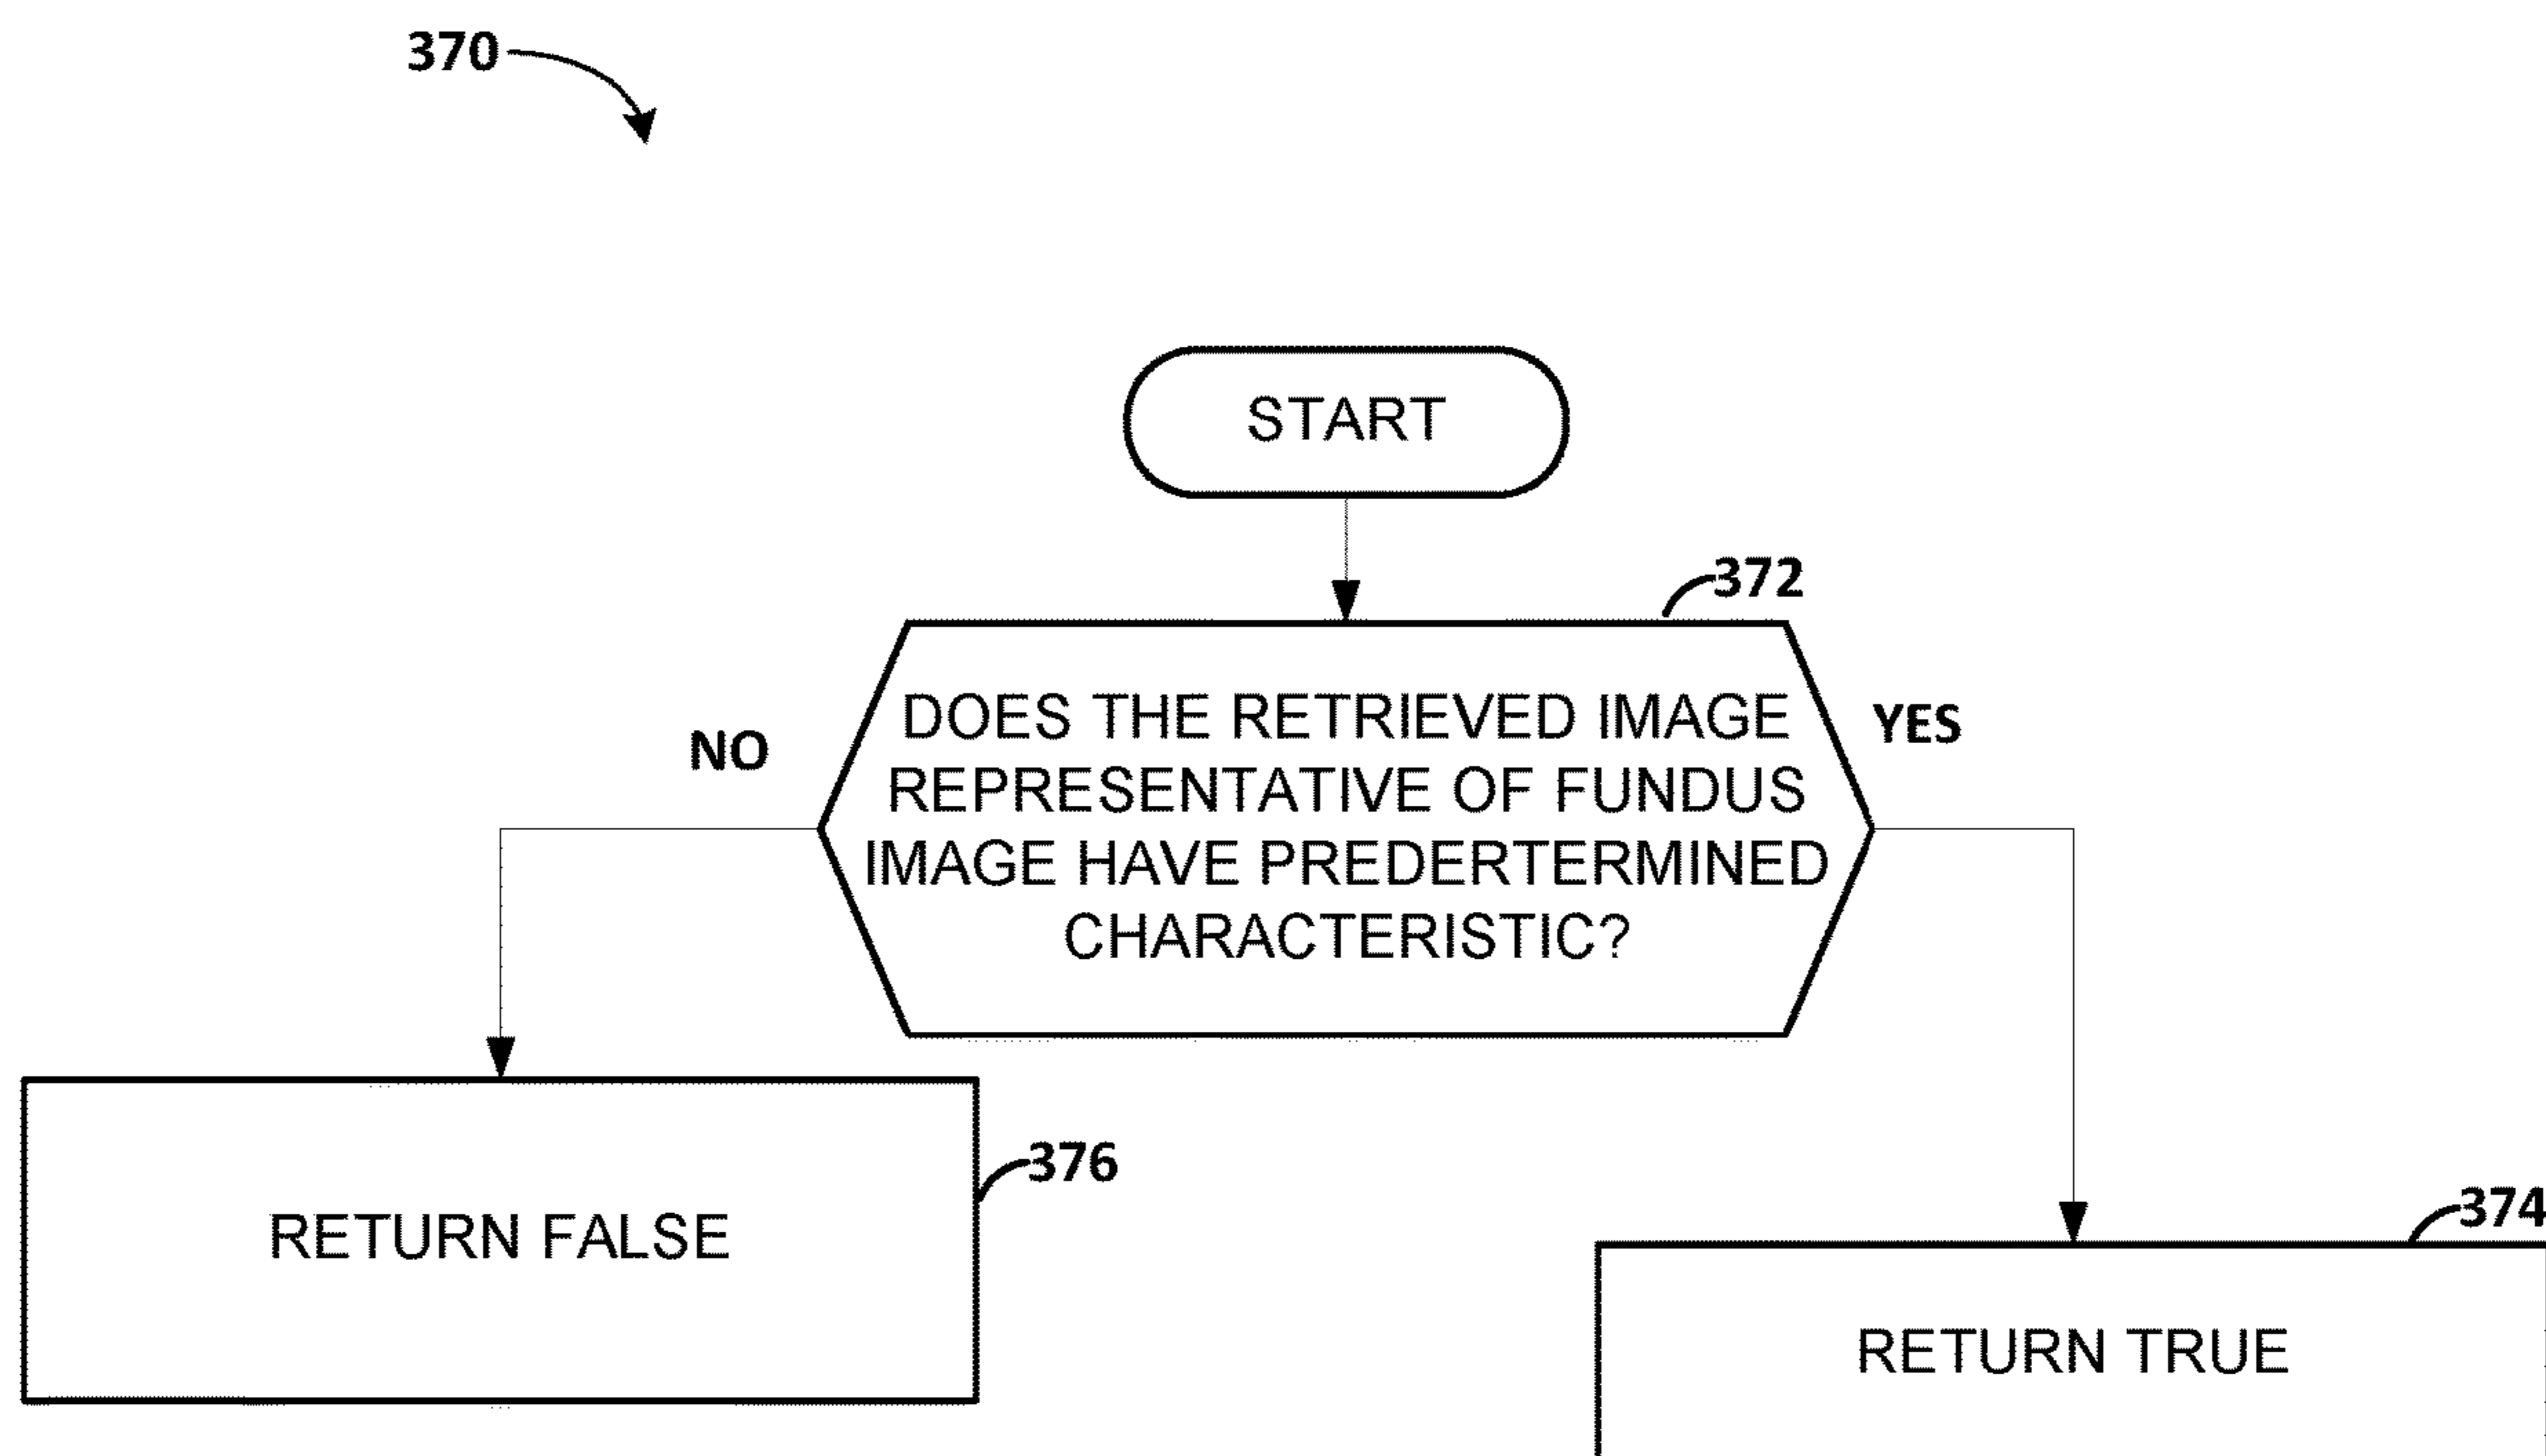 370
START
372
DOES THE RETRIEVED IMAGE
REPRESENTATIVE OF FUNDUS
IMAGE HAVE PREDERTERMINED
CHARACTERISTIC?
NO
YES
376
RETURN FALSE
374
RETURN TRUE